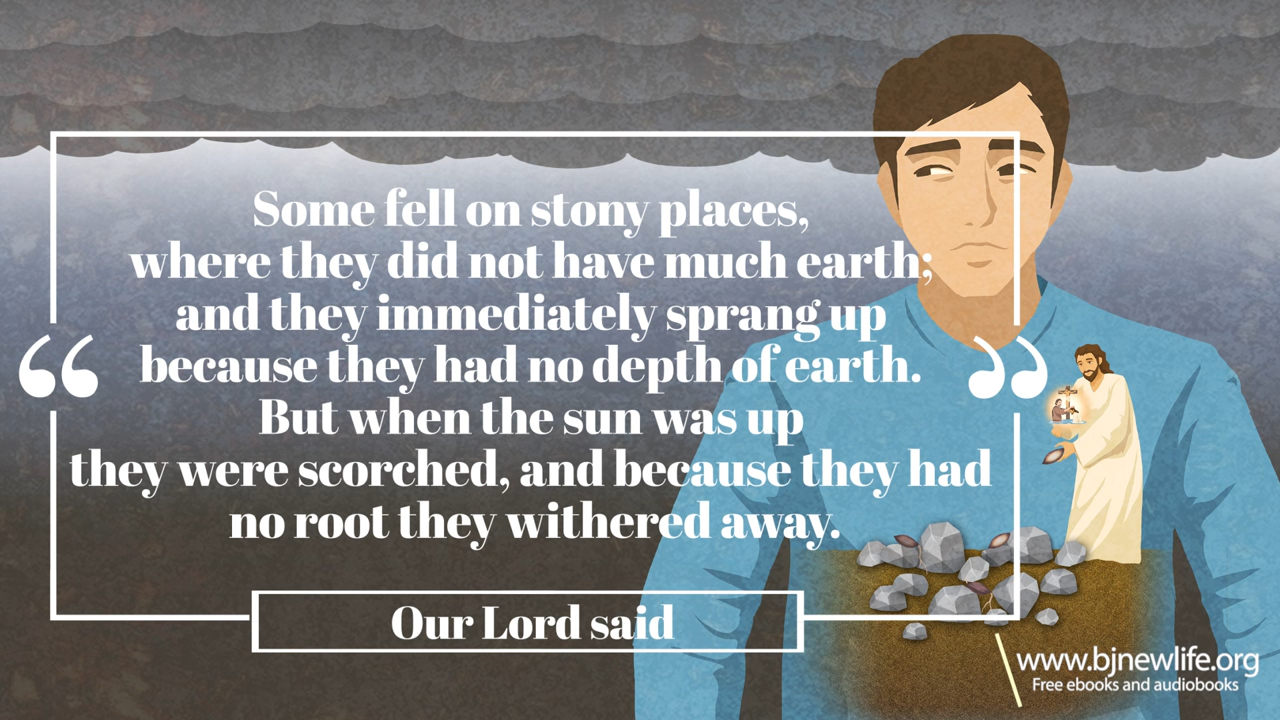 Some fell on stony places,
where they did not have much earth;
and they immediately sprang up
because they had no depth of earth.
But when the sun was up
they were scorched, and because they had
no root they withered away.
“ ”
Our Lord said
www.bjnewlife.org
Free ebooks and audiobooks